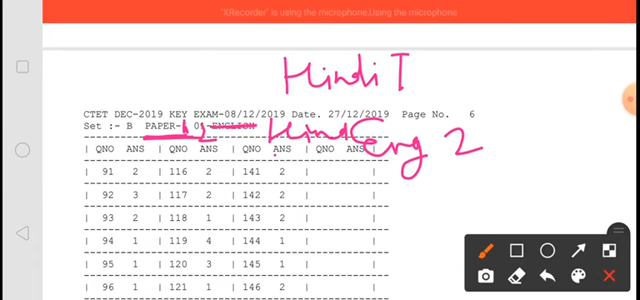 "XRecorder" is using the microphone.Using the microphone
Hindi I
CTET DEC-2019 KEY EXAM-08/12/2019 Date. 27/12/2019 Page No. 6
Set :- B PAPER- 01 ENGLISH Hind
eng 2
| QNO ANS | QNO ANS | QNO ANS | QNO ANS |
| 91 2 | 116 2 | 141 2 | |
| 92 3 | 117 2 | 142 2 | |
| 93 2 | 118 1 | 143 2 | |
| 94 1 | 119 4 | 144 1 | |
| 95 1 | 120 3 | 145 1 | |
| 96 1 | 121 1 | 146 2 | |